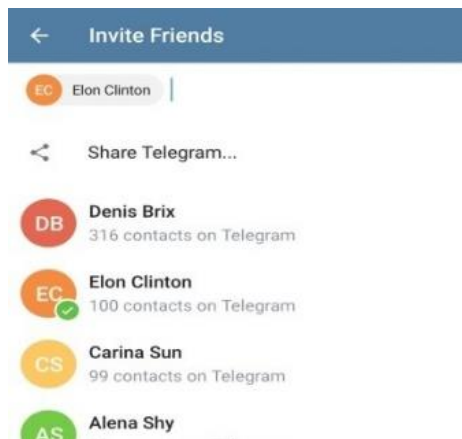 Invite Friends
EC Elon Clinton
Share Telegram...
DB Denis Brix
316 contacts on Telegram
EC Elon Clinton
100 contacts on Telegram
CS Carina Sun
99 contacts on Telegram
AS Alena Shy